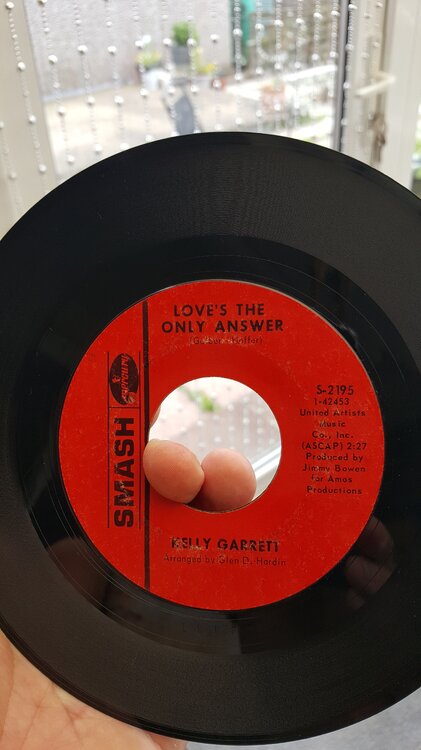 LOVE'S THE
ONLY ANSWER
S-2195
1-42453
United Artists
Music
Co., Inc.
(ASCAP) 2:27
Produced by
Jimmy Bowen
for Amos
Productions
SMASH
KELLY GARRETT
Arranged by Glen D. Hardin